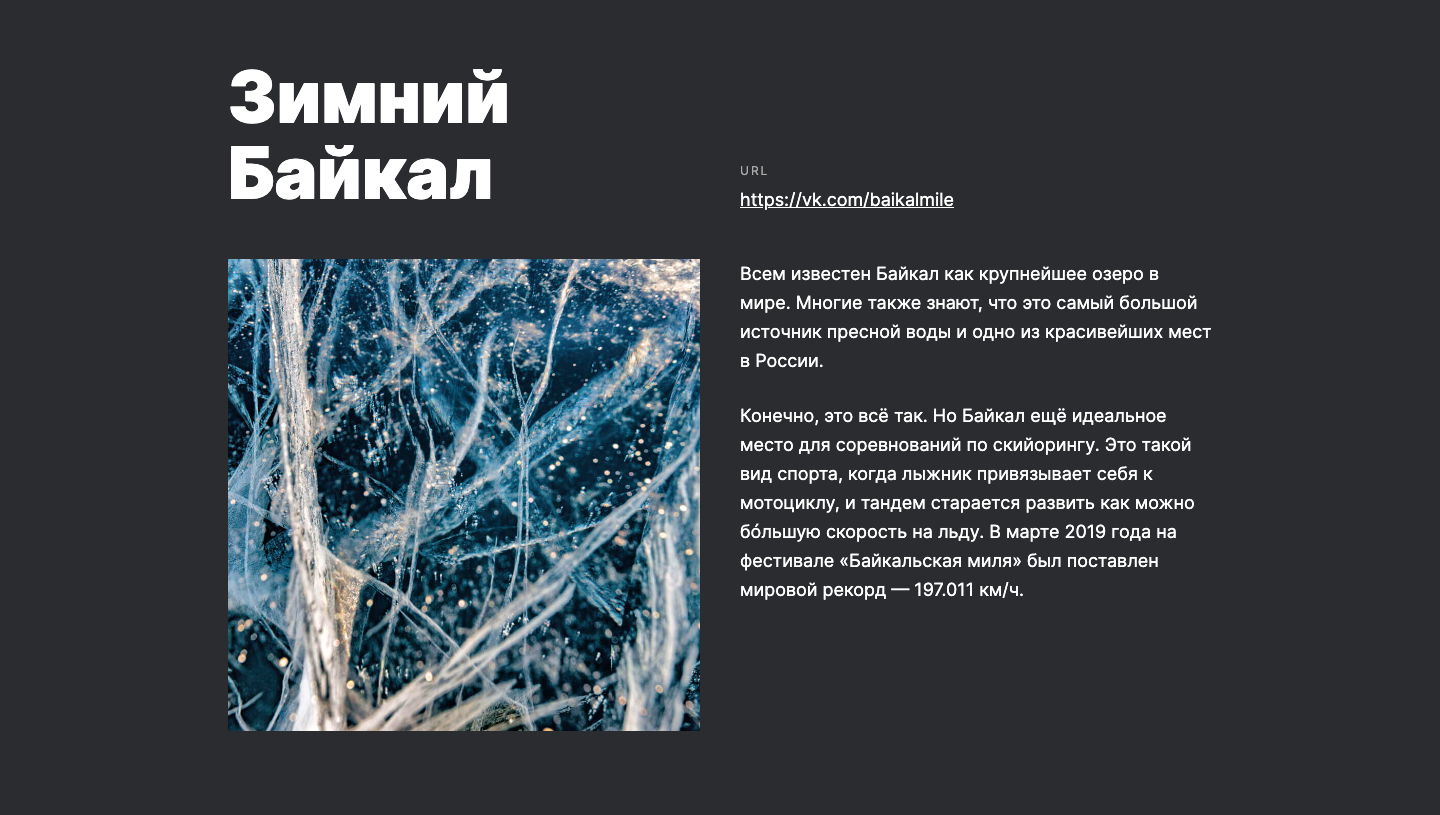 Зимний
Байкал
URL
https://vk.com/baikalmile
Всем известен Байкал как крупнейшее озеро в
мире. Многие также знают, что это самый большой
источник пресной воды и одно из красивейших мест
в России.
Конечно, это всё так. Но Байкал ещё идеальное
место для соревнований по скийорингу. Это такой
вид спорта, когда лыжник привязывает себя к
мотоциклу, и тандем старается развить как можно
бо́льшую скорость на льду. В марте 2019 года на
фестивале «Байкальская миля» был поставлен
мировой рекорд — 197.011 км/ч.